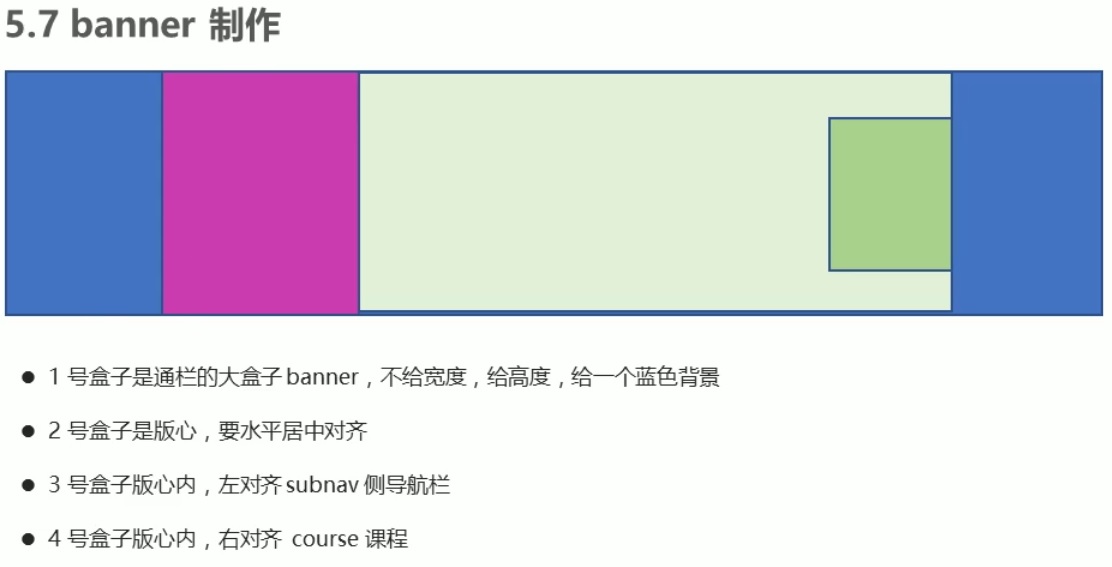 5.7 banner 制作
● 1 号盒子是通栏的大盒子 banner，不给宽度，给高度，给一个蓝色背景
● 2 号盒子是版心，要水平居中对齐
● 3 号盒子版心内，左对齐 subnav 侧导航栏
● 4 号盒子版心内，右对齐 course 课程